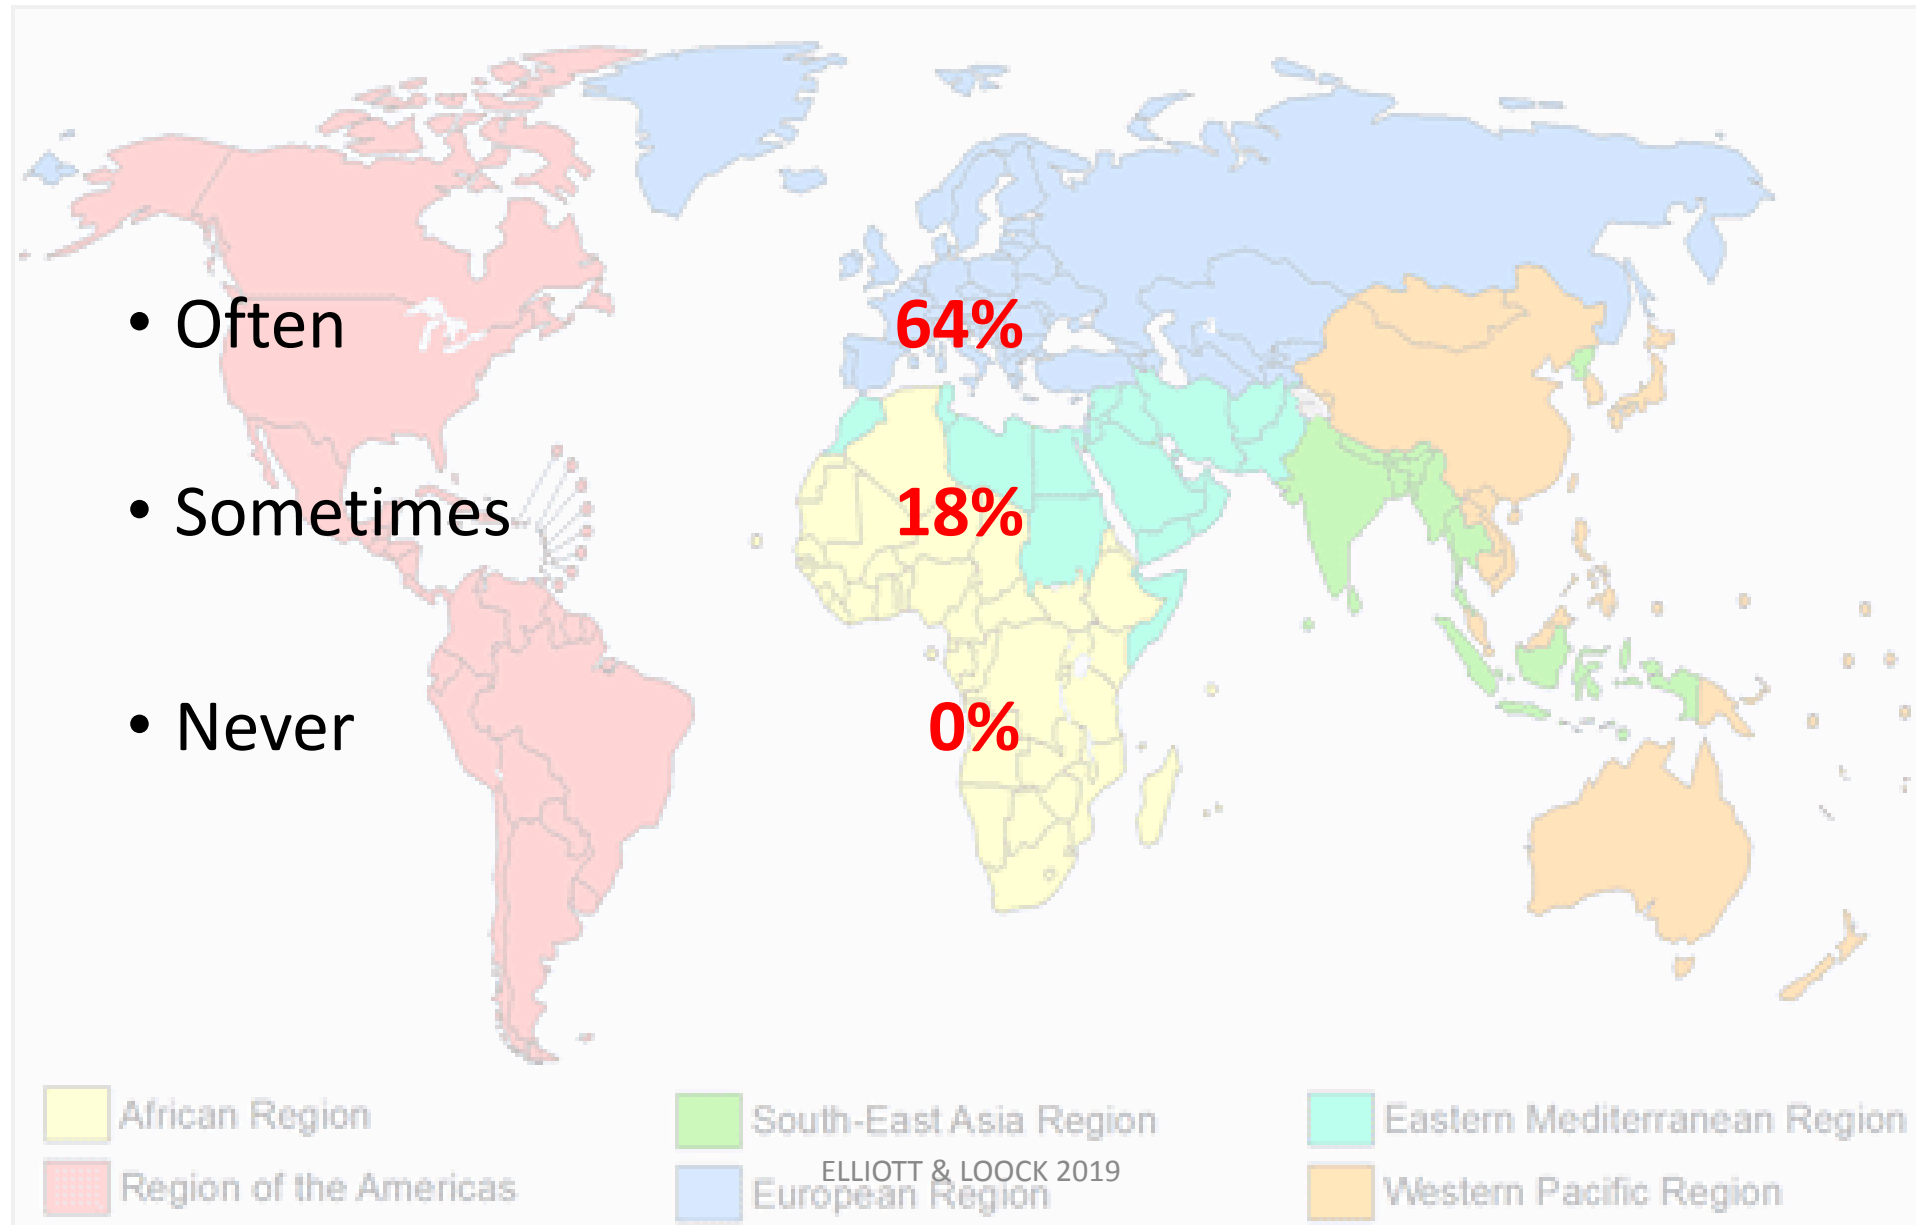 • Often 64%
• Sometimes 18%
• Never 0%
African Region South-East Asia Region Eastern Mediterranean Region
Region of the Americas European Region Western Pacific Region
ELLIOTT & LOOCK 2019